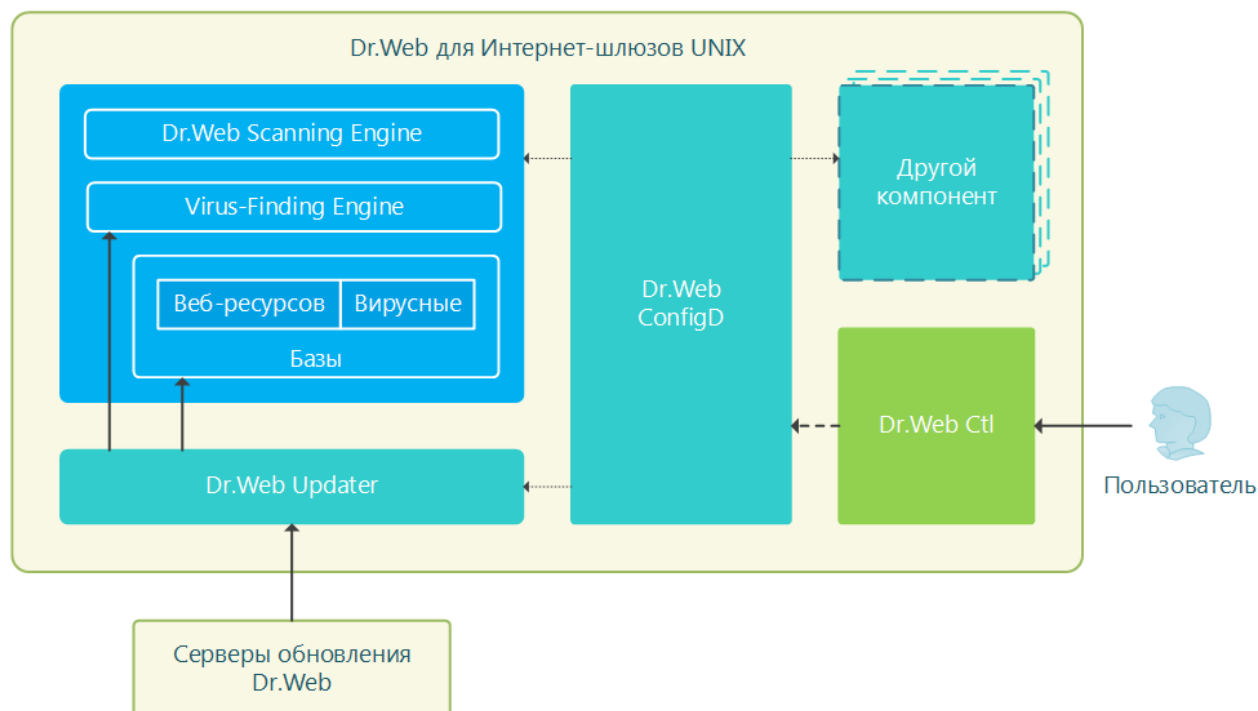 Dr.Web для Интернет-шлюзов UNIX
Dr.Web Scanning Engine
Virus-Finding Engine
Веб-ресурсов
Вирусные
Базы
Dr.Web Updater
Dr.Web
ConfigD
Другой
компонент
Dr.Web Ctl
Пользователь
Серверы обновления
Dr.Web